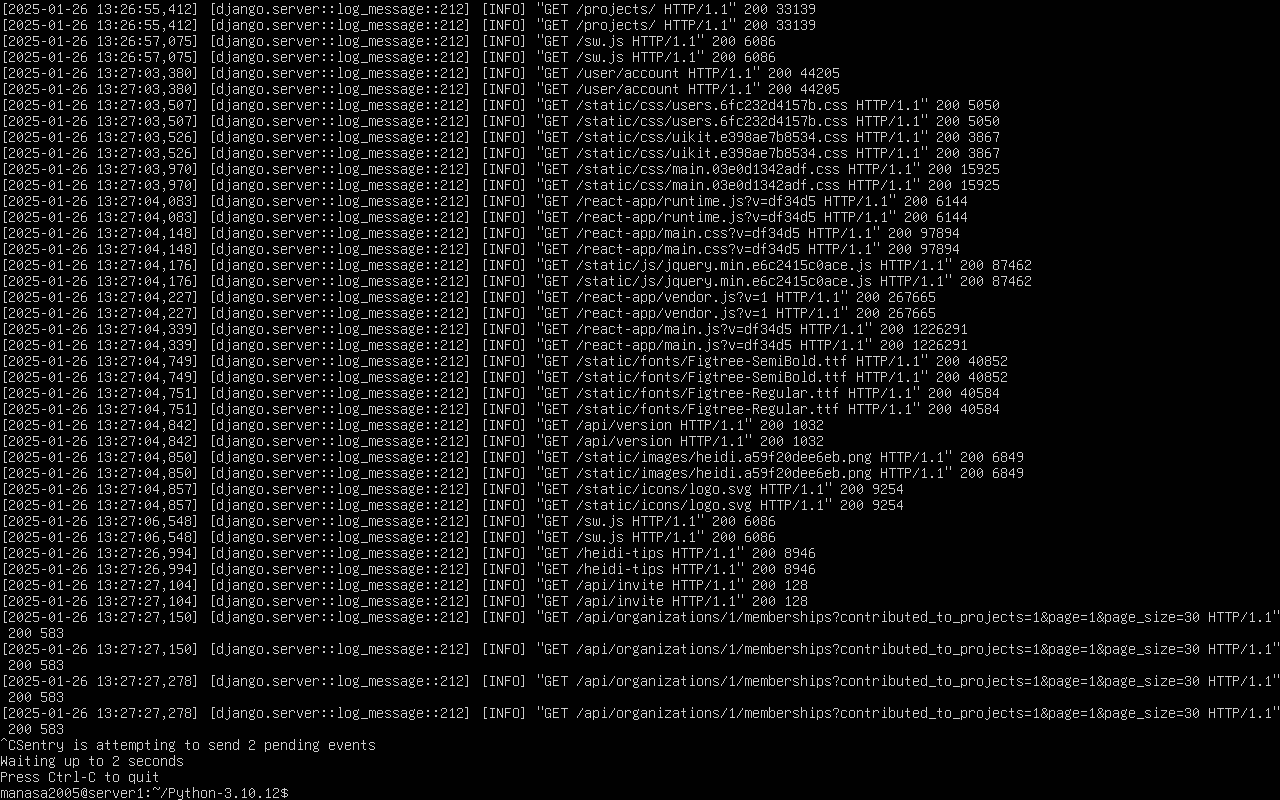 [2025-01-26 13:26:55,412] [django.server::log_message::212] [INFO] "GET /projects/ HTTP/1.1" 200 33139
[2025-01-26 13:26:55,412] [django.server::log_message::212] [INFO] "GET /projects/ HTTP/1.1" 200 33139
[2025-01-26 13:26:57,075] [django.server::log_message::212] [INFO] "GET /sw.js HTTP/1.1" 200 6086
[2025-01-26 13:26:57,075] [django.server::log_message::212] [INFO] "GET /sw.js HTTP/1.1" 200 6086
[2025-01-26 13:27:03,380] [django.server::log_message::212] [INFO] "GET /user/account HTTP/1.1" 200 44205
[2025-01-26 13:27:03,380] [django.server::log_message::212] [INFO] "GET /user/account HTTP/1.1" 200 44205
[2025-01-26 13:27:03,507] [django.server::log_message::212] [INFO] "GET /static/css/users.6fc232d4157b.css HTTP/1.1" 200 5050
[2025-01-26 13:27:03,507] [django.server::log_message::212] [INFO] "GET /static/css/users.6fc232d4157b.css HTTP/1.1" 200 5050
[2025-01-26 13:27:03,526] [django.server::log_message::212] [INFO] "GET /static/css/uikit.e398ae7b8534.css HTTP/1.1" 200 3867
[2025-01-26 13:27:03,526] [django.server::log_message::212] [INFO] "GET /static/css/uikit.e398ae7b8534.css HTTP/1.1" 200 3867
[2025-01-26 13:27:03,970] [django.server::log_message::212] [INFO] "GET /static/css/main.03e0d1342adf.css HTTP/1.1" 200 15925
[2025-01-26 13:27:03,970] [django.server::log_message::212] [INFO] "GET /static/css/main.03e0d1342adf.css HTTP/1.1" 200 15925
[2025-01-26 13:27:04,083] [django.server::log_message::212] [INFO] "GET /react-app/runtime.js?v=df34d5 HTTP/1.1" 200 6144
[2025-01-26 13:27:04,083] [django.server::log_message::212] [INFO] "GET /react-app/runtime.js?v=df34d5 HTTP/1.1" 200 6144
[2025-01-26 13:27:04,148] [django.server::log_message::212] [INFO] "GET /react-app/main.css?v=df34d5 HTTP/1.1" 200 97894
[2025-01-26 13:27:04,148] [django.server::log_message::212] [INFO] "GET /react-app/main.css?v=df34d5 HTTP/1.1" 200 97894
[2025-01-26 13:27:04,176] [django.server::log_message::212] [INFO] "GET /static/js/jquery.min.e6c2415c0ace.js HTTP/1.1" 200 87462
[2025-01-26 13:27:04,176] [django.server::log_message::212] [INFO] "GET /static/js/jquery.min.e6c2415c0ace.js HTTP/1.1" 200 87462
[2025-01-26 13:27:04,227] [django.server::log_message::212] [INFO] "GET /react-app/vendor.js?v=1 HTTP/1.1" 200 267665
[2025-01-26 13:27:04,227] [django.server::log_message::212] [INFO] "GET /react-app/vendor.js?v=1 HTTP/1.1" 200 267665
[2025-01-26 13:27:04,339] [django.server::log_message::212] [INFO] "GET /react-app/main.js?v=df34d5 HTTP/1.1" 200 1226291
[2025-01-26 13:27:04,339] [django.server::log_message::212] [INFO] "GET /react-app/main.js?v=df34d5 HTTP/1.1" 200 1226291
[2025-01-26 13:27:04,749] [django.server::log_message::212] [INFO] "GET /static/fonts/Figtree-SemiBold.ttf HTTP/1.1" 200 40852
[2025-01-26 13:27:04,749] [django.server::log_message::212] [INFO] "GET /static/fonts/Figtree-SemiBold.ttf HTTP/1.1" 200 40852
[2025-01-26 13:27:04,751] [django.server::log_message::212] [INFO] "GET /static/fonts/Figtree-Regular.ttf HTTP/1.1" 200 40584
[2025-01-26 13:27:04,751] [django.server::log_message::212] [INFO] "GET /static/fonts/Figtree-Regular.ttf HTTP/1.1" 200 40584
[2025-01-26 13:27:04,842] [django.server::log_message::212] [INFO] "GET /api/version HTTP/1.1" 200 1032
[2025-01-26 13:27:04,842] [django.server::log_message::212] [INFO] "GET /api/version HTTP/1.1" 200 1032
[2025-01-26 13:27:04,850] [django.server::log_message::212] [INFO] "GET /static/images/heidi.a59f20dee6eb.png HTTP/1.1" 200 6849
[2025-01-26 13:27:04,850] [django.server::log_message::212] [INFO] "GET /static/images/heidi.a59f20dee6eb.png HTTP/1.1" 200 6849
[2025-01-26 13:27:04,857] [django.server::log_message::212] [INFO] "GET /static/icons/logo.svg HTTP/1.1" 200 9254
[2025-01-26 13:27:04,857] [django.server::log_message::212] [INFO] "GET /static/icons/logo.svg HTTP/1.1" 200 9254
[2025-01-26 13:27:06,548] [django.server::log_message::212] [INFO] "GET /sw.js HTTP/1.1" 200 6086
[2025-01-26 13:27:06,548] [django.server::log_message::212] [INFO] "GET /sw.js HTTP/1.1" 200 6086
[2025-01-26 13:27:26,994] [django.server::log_message::212] [INFO] "GET /heidi-tips HTTP/1.1" 200 8946
[2025-01-26 13:27:26,994] [django.server::log_message::212] [INFO] "GET /heidi-tips HTTP/1.1" 200 8946
[2025-01-26 13:27:27,104] [django.server::log_message::212] [INFO] "GET /api/invite HTTP/1.1" 200 128
[2025-01-26 13:27:27,104] [django.server::log_message::212] [INFO] "GET /api/invite HTTP/1.1" 200 128
[2025-01-26 13:27:27,150] [django.server::log_message::212] [INFO] "GET /api/organizations/1/memberships?contributed_to_projects=1&page=1&page_size=30 HTTP/1.1"
200 583
[2025-01-26 13:27:27,150] [django.server::log_message::212] [INFO] "GET /api/organizations/1/memberships?contributed_to_projects=1&page=1&page_size=30 HTTP/1.1"
200 583
[2025-01-26 13:27:27,278] [django.server::log_message::212] [INFO] "GET /api/organizations/1/memberships?contributed_to_projects=1&page=1&page_size=30 HTTP/1.1"
200 583
[2025-01-26 13:27:27,278] [django.server::log_message::212] [INFO] "GET /api/organizations/1/memberships?contributed_to_projects=1&page=1&page_size=30 HTTP/1.1"
200 583
^CSentry is attempting to send 2 pending events
Waiting up to 2 seconds
Press Ctrl-C to quit
manasa2005@server1:~/Python-3.10.12$